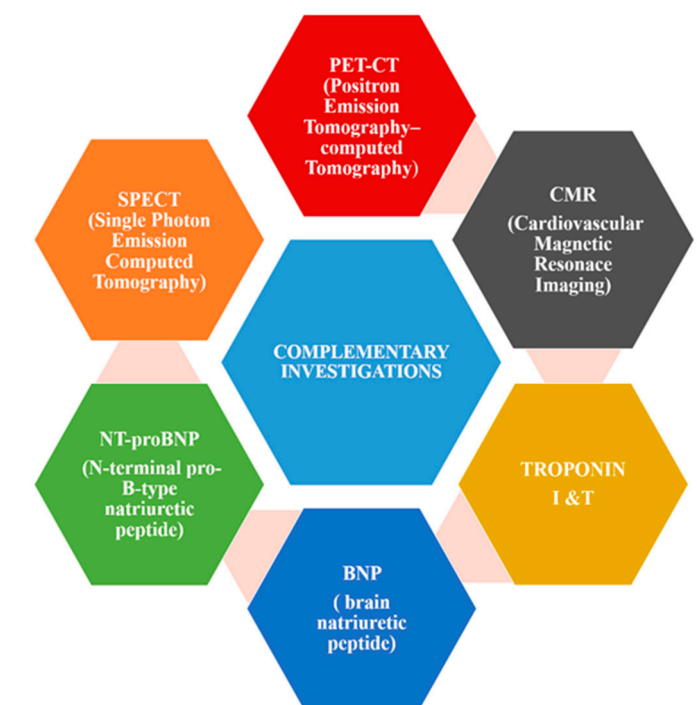 PET-CT
(Positron
Emission
Tomography–
computed
Tomography)
CMR
(Cardiovascular
Magnetic
Resonace
Imaging)
TROPONIN
I &T
BNP
( brain
natriuretic
peptide)
NT-proBNP
(N-terminal pro-
B-type
natriuretic
peptide)
SPECT
(Single Photon
Emission
Computed
Tomography)
COMPLEMENTARY
INVESTIGATIONS